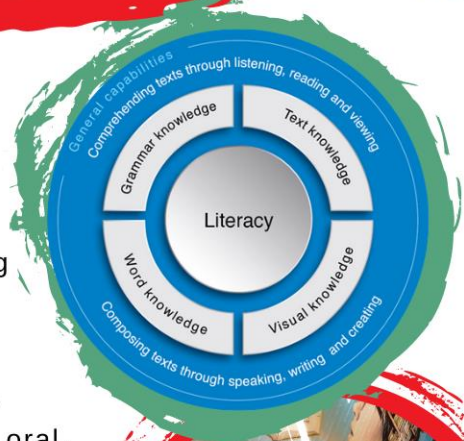 General capabilities
Comprehending texts through listening, reading and viewing
Grammar knowledge
Text knowledge
Literacy
Word knowledge
Visual knowledge
Composing texts through speaking, writing and creating
oral